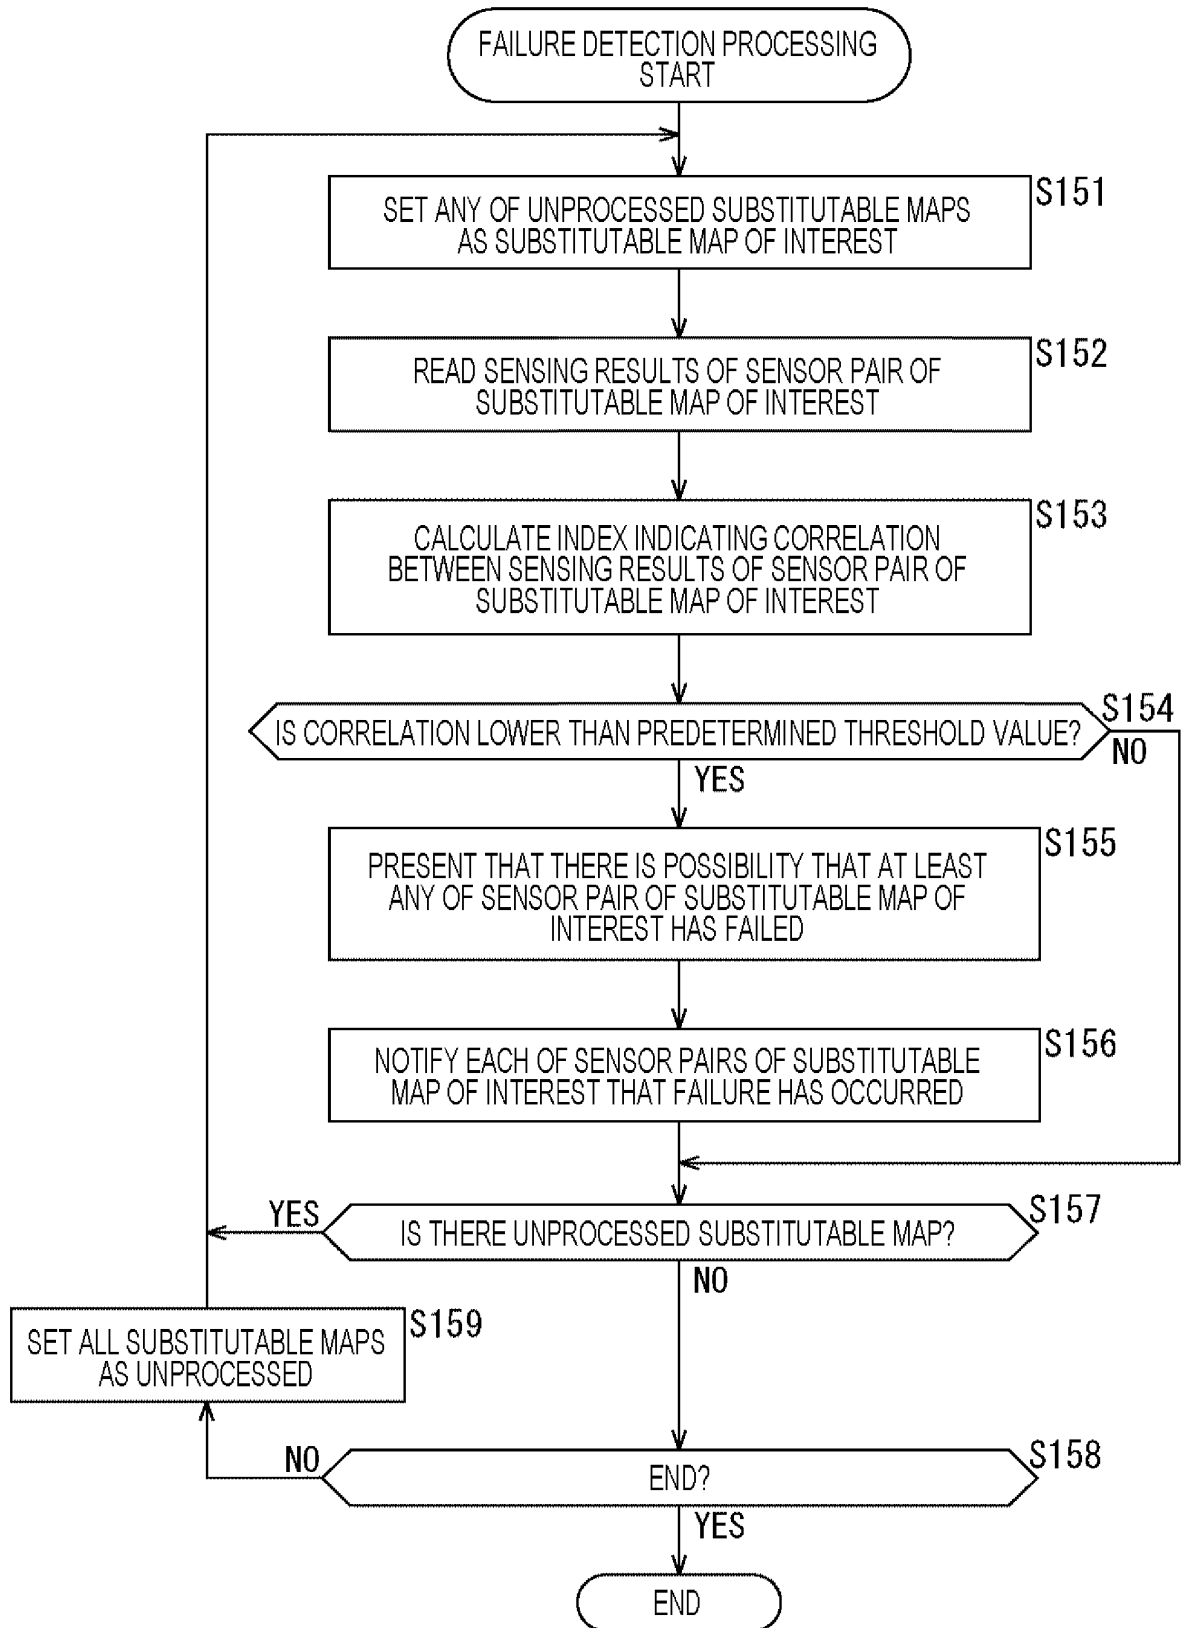 FAILURE DETECTION PROCESSING
START
S151
SET ANY OF UNPROCESSED SUBSTITUTABLE MAPS
AS SUBSTITUTABLE MAP OF INTEREST
S152
READ SENSING RESULTS OF SENSOR PAIR OF
SUBSTITUTABLE MAP OF INTEREST
S153
CALCULATE INDEX INDICATING CORRELATION
BETWEEN SENSING RESULTS OF SENSOR PAIR OF
SUBSTITUTABLE MAP OF INTEREST
S154
IS CORRELATION LOWER THAN PREDETERMINED THRESHOLD VALUE?
NO
YES
S155
PRESENT THAT THERE IS POSSIBILITY THAT AT LEAST
ANY OF SENSOR PAIR OF SUBSTITUTABLE MAP OF
INTEREST HAS FAILED
S156
NOTIFY EACH OF SENSOR PAIRS OF SUBSTITUTABLE
MAP OF INTEREST THAT FAILURE HAS OCCURRED
S157
YES
IS THERE UNPROCESSED SUBSTITUTABLE MAP?
NO
S159
SET ALL SUBSTITUTABLE MAPS
AS UNPROCESSED
S158
NO
END?
YES
END